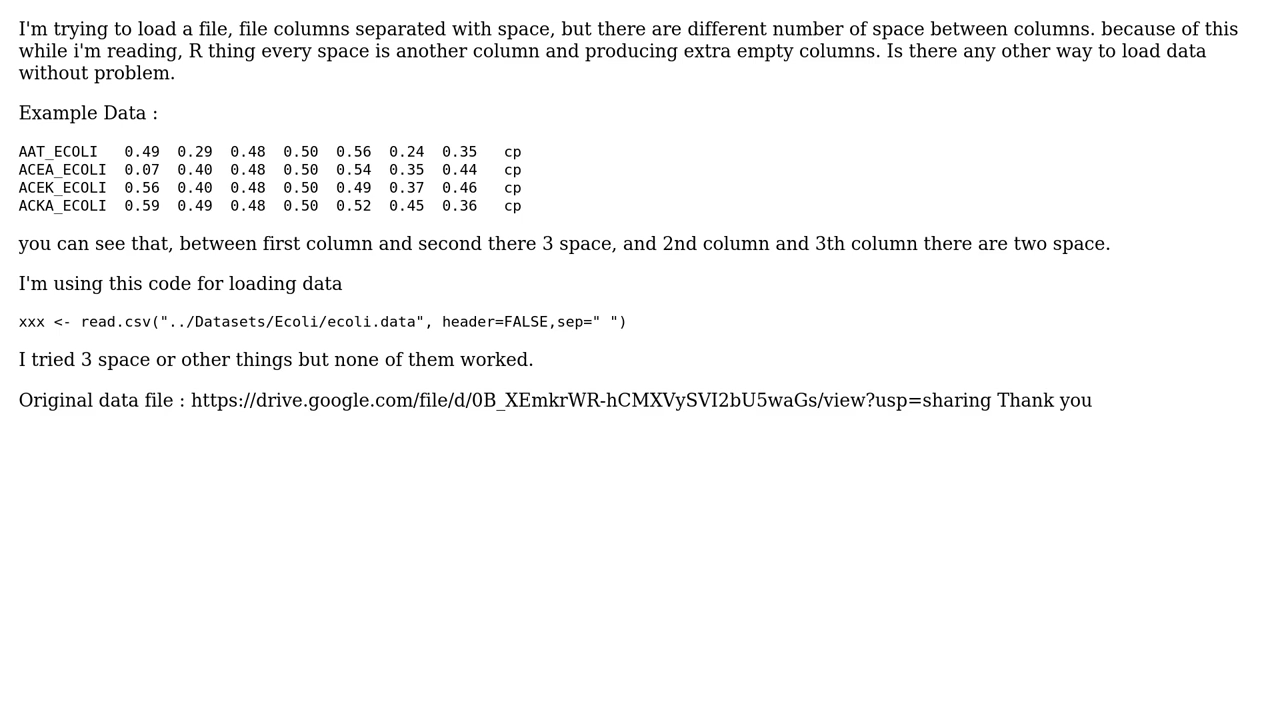 I'm trying to load a file, file columns separated with space, but there are different number of space between columns. because of this
while i'm reading, R thing every space is another column and producing extra empty columns. Is there any other way to load data
without problem.
Example Data :
AAT_ECOLI   0.49  0.29  0.48  0.50  0.56  0.24  0.35   cp
ACEA_ECOLI  0.07  0.40  0.48  0.50  0.54  0.35  0.44   cp
ACEK_ECOLI  0.56  0.40  0.48  0.50  0.49  0.37  0.46   cp
ACKA_ECOLI  0.59  0.49  0.48  0.50  0.52  0.45  0.36   cp
you can see that, between first column and second there 3 space, and 2nd column and 3th column there are two space.
I'm using this code for loading data
xxx <- read.csv("../Datasets/Ecoli/ecoli.data", header=FALSE,sep=" ")
I tried 3 space or other things but none of them worked.
Original data file : https://drive.google.com/file/d/0B_XEmkrWR-hCMXVySVI2bU5waGs/view?usp=sharing Thank you